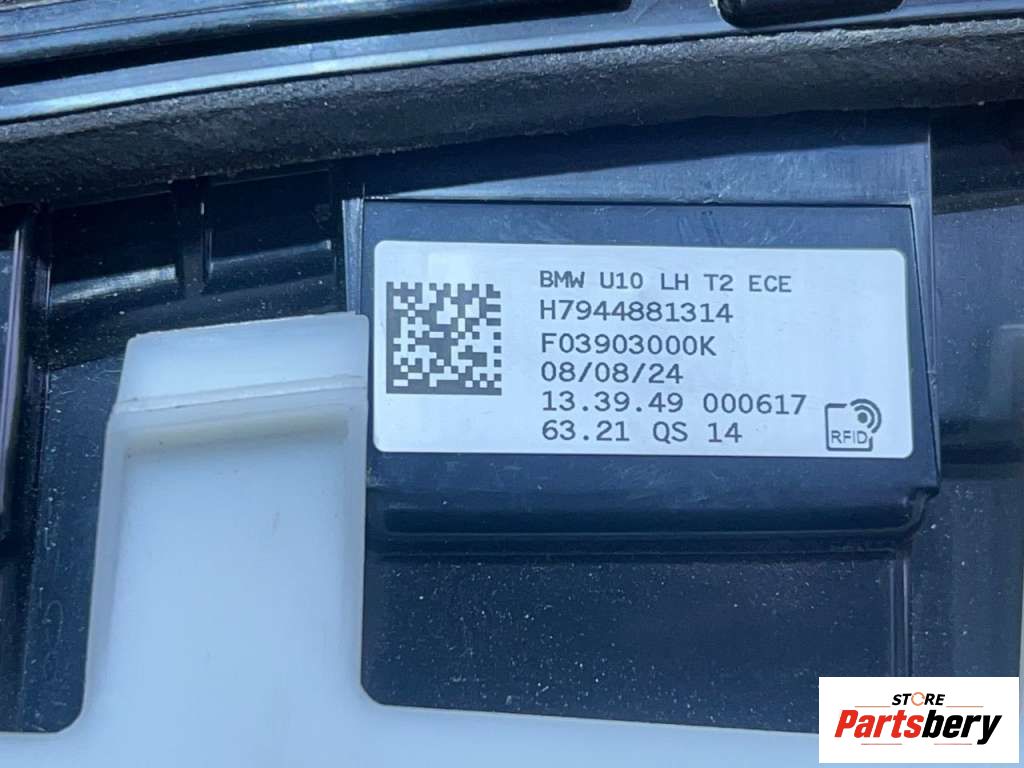 BMW U10 LH T2 ECE
H7944881314
F03903000K
08/08/24
13.39.49 000617
63.21 QS 14
RFID
STORE
Partsbery